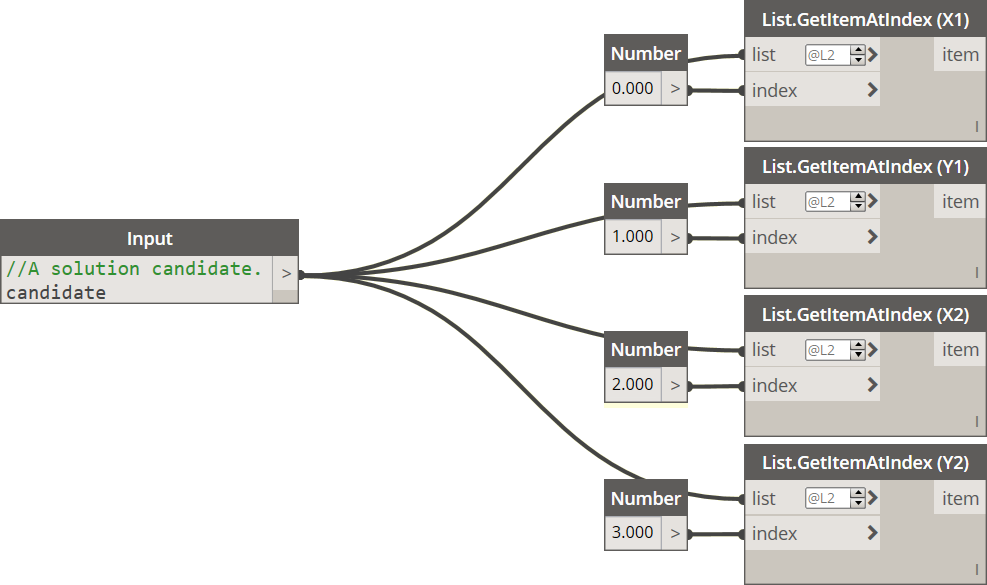 List.GetItemAtIndex (X1)
Number
list @L2 item
0.000 >
index
l
List.GetItemAtIndex (Y1)
Number
list @L2 item
1.000 >
index
l
Input
//A solution candidate.
candidate
>
List.GetItemAtIndex (X2)
Number
list @L2 item
2.000 >
index
l
List.GetItemAtIndex (Y2)
Number
list @L2 item
3.000 >
index
l